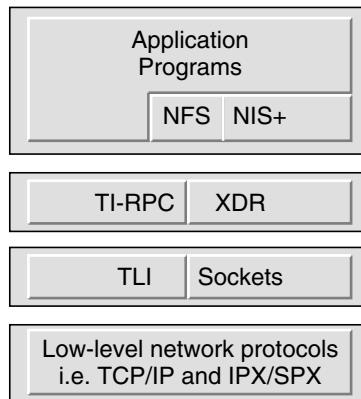 Application
Programs
NFS NIS+
TI-RPC XDR
TLI Sockets
Low-level network protocols
i.e. TCP/IP and IPX/SPX